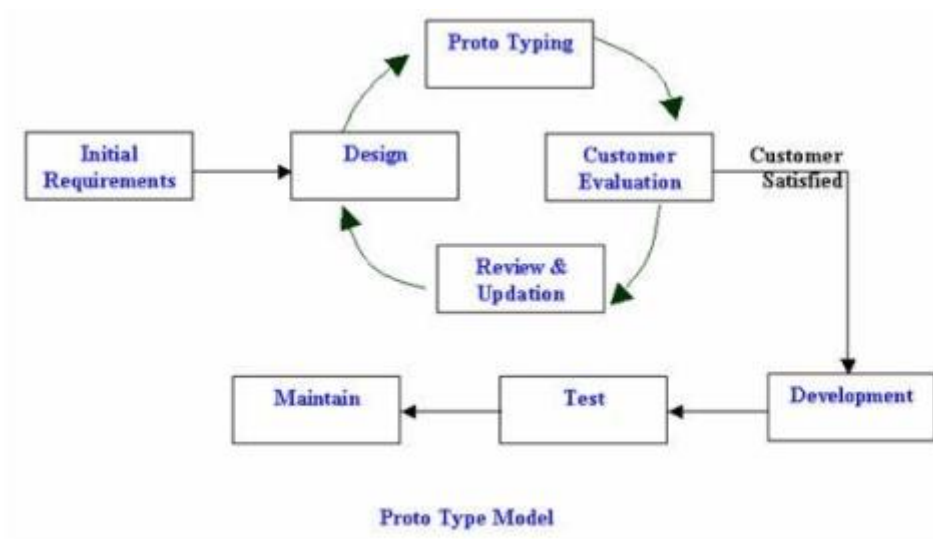 Proto Typing
Initial
Requirements
Design
Customer
Evaluation
Customer
Satisfied
Review &
Updation
Maintain
Test
Development
Proto Type Model